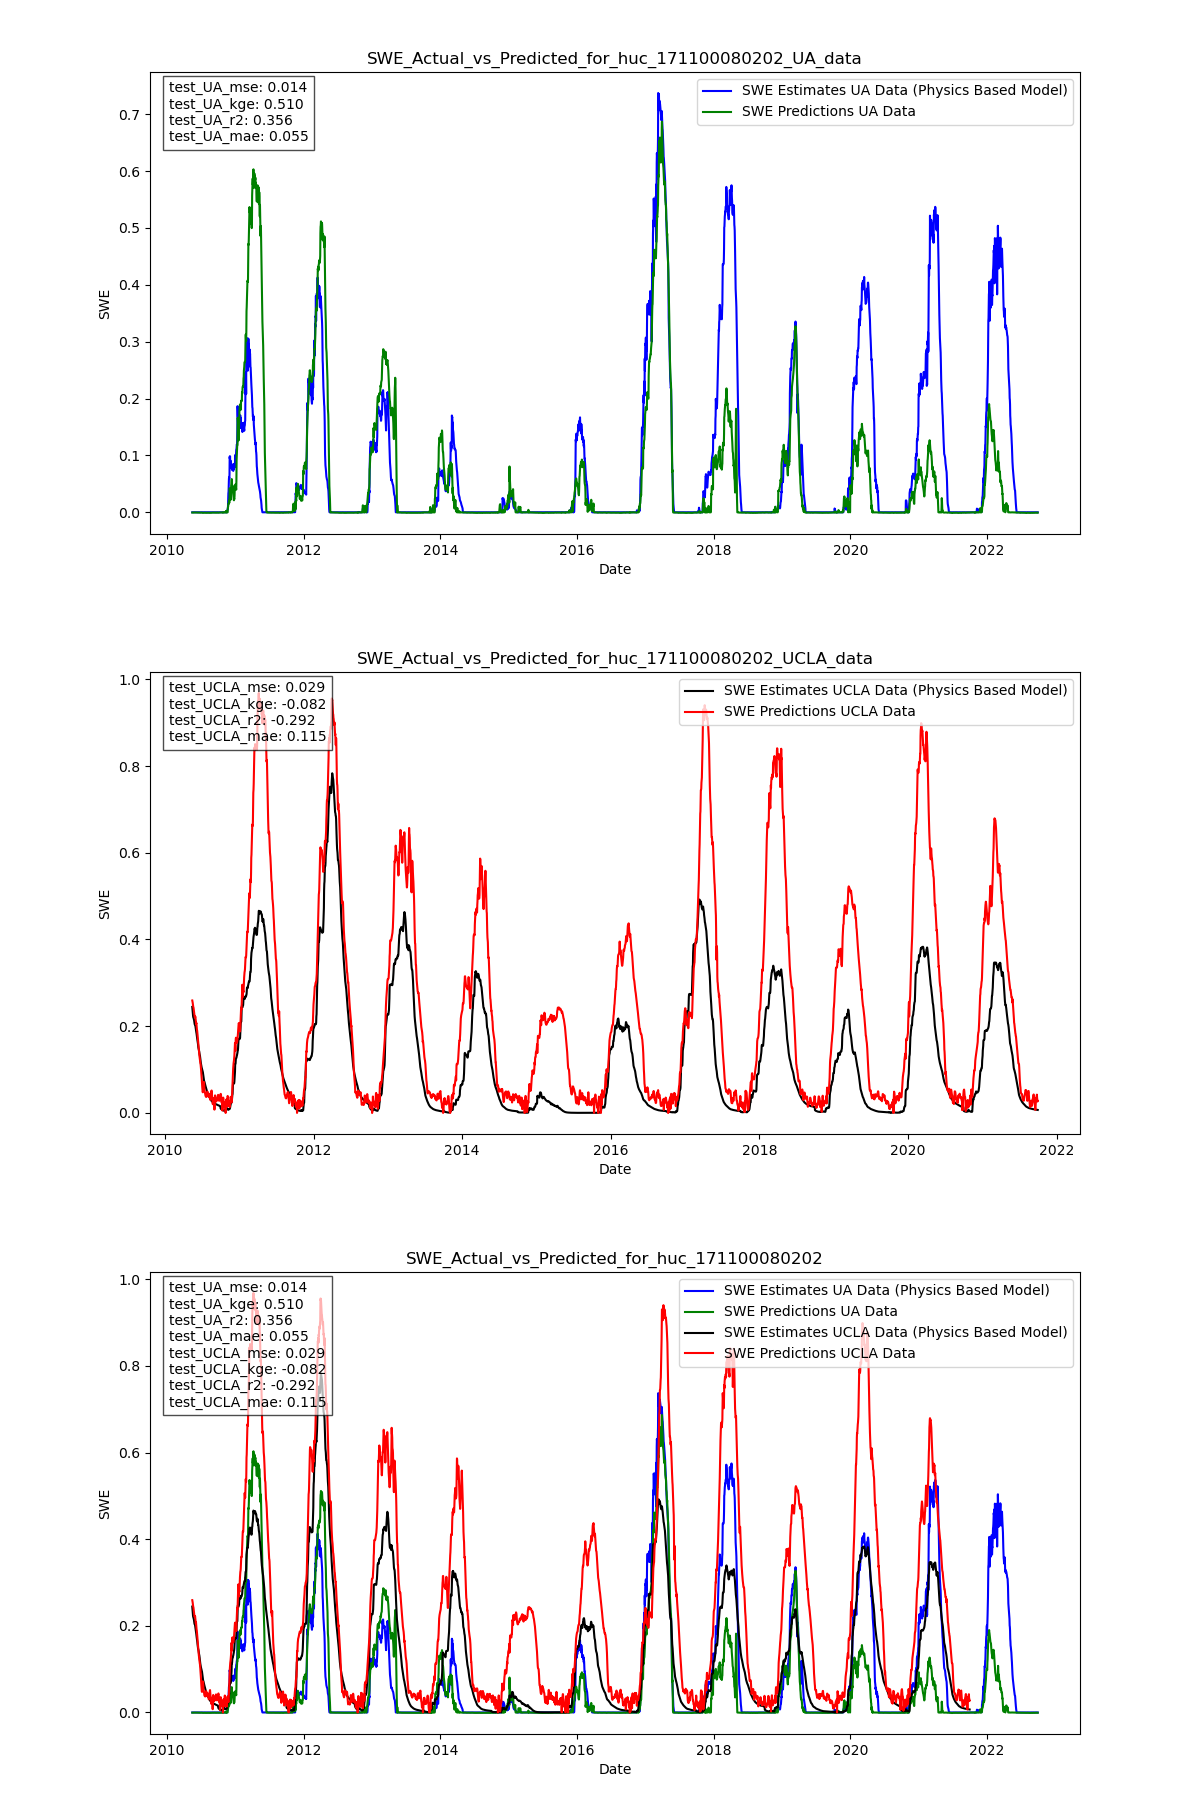 SWE_Actual_vs_Predicted_for_huc_171100080202_UA_data
test_UA_mse: 0.014
test_UA_kge: 0.510
test_UA_r2: 0.356
test_UA_mae: 0.055
SWE Estimates UA Data (Physics Based Model)
SWE Predictions UA Data
0.7
0.6
0.5
0.4
0.3
0.2
0.1
0.0
SWE
2010 2012 2014 2016 2018 2020 2022
Date
SWE_Actual_vs_Predicted_for_huc_171100080202_UCLA_data
test_UCLA_mse: 0.029
test_UCLA_kge: -0.082
test_UCLA_r2: -0.292
test_UCLA_mae: 0.115
SWE Estimates UCLA Data (Physics Based Model)
SWE Predictions UCLA Data
1.0
0.8
0.6
0.4
0.2
0.0
SWE
2010 2012 2014 2016 2018 2020 2022
Date
SWE_Actual_vs_Predicted_for_huc_171100080202
test_UA_mse: 0.014
test_UA_kge: 0.510
test_UA_r2: 0.356
test_UA_mae: 0.055
test_UCLA_mse: 0.029
test_UCLA_kge: -0.082
test_UCLA_r2: -0.292
test_UCLA_mae: 0.115
SWE Estimates UA Data (Physics Based Model)
SWE Predictions UA Data
SWE Estimates UCLA Data (Physics Based Model)
SWE Predictions UCLA Data
1.0
0.8
0.6
0.4
0.2
0.0
SWE
2010 2012 2014 2016 2018 2020 2022
Date